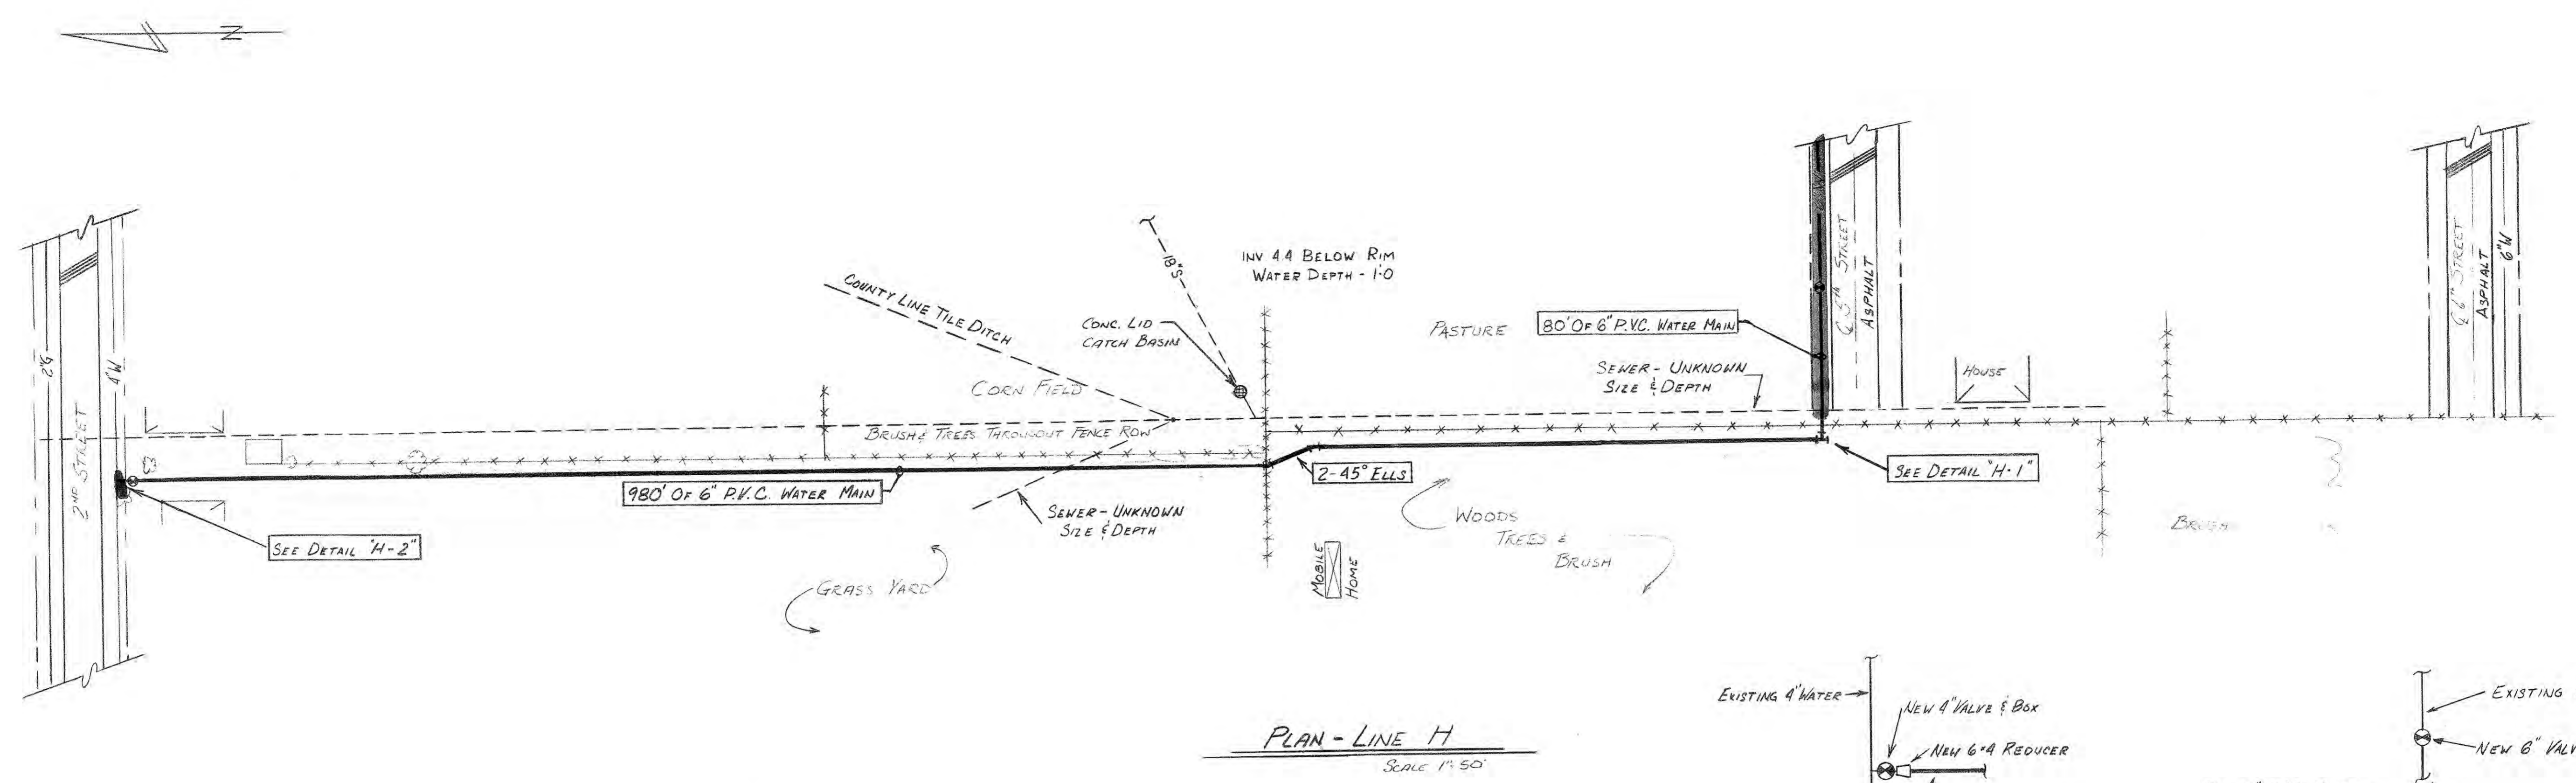 N
2"G
2ND STREET
4"W
SEE DETAIL "H-2"
COUNTY LINE TILE DITCH
CORN FIELD
BRUSH & TREES THROUGHOUT FENCE ROW
980' OF 6" P.V.C. WATER MAIN
GRASS YARD
SEWER - UNKNOWN
SIZE & DEPTH
CONC. LID
CATCH BASIN
18"S
INV 4.4 BELOW RIM
WATER DEPTH - 1.0
2-45° ELLS
MOBILE
HOME
PASTURE
80' OF 6" P.V.C. WATER MAIN
SEWER - UNKNOWN
SIZE & DEPTH
WOODS
TREES &
BRUSH
6"W
℄ 5TH STREET
ASPHALT
HOUSE
SEE DETAIL "H-1"
BRUSH
℄ 6TH STREET
ASPHALT
6"W
PLAN - LINE H
SCALE 1"=50'
EXISTING 4" WATER
NEW 4" VALVE & BOX
NEW 6x4 REDUCER
EXISTING
NEW 6" VALV